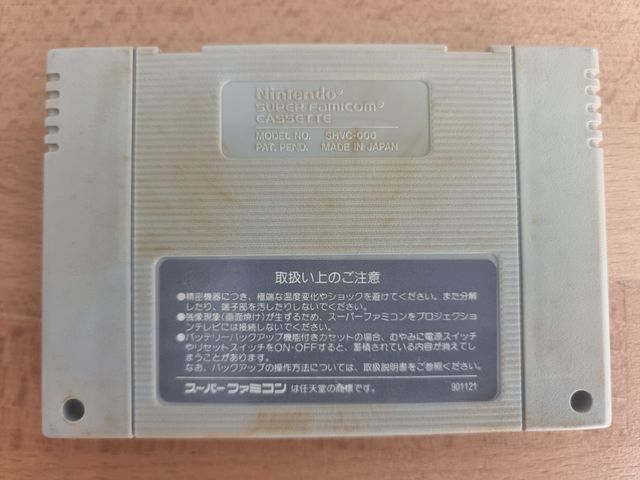 Nintendo®
SUPER Famicom®
CASSETTE
MODEL NO. SHVC-006
PAT. PEND. MADE IN JAPAN
取扱い上のご注意
●精密機器につき、極端な温度変化やショックを避けてください。また分解
したり、端子部を汚したりしないでください。
●残像現象(画面焼け)が生ずるため、スーパーファミコンをプロジェクション
テレビには接続しないでください。
●バッテリーバックアップ機能付きカセットの場合、むやみに電源スイッチ
やリセットスイッチをON・OFFすると、蓄積されている内容が消えてし
まうことがあります。
なお、バックアップの操作方法については、取扱説明書をご参照ください。
スーパーファミコンは任天堂の商標です。 901121